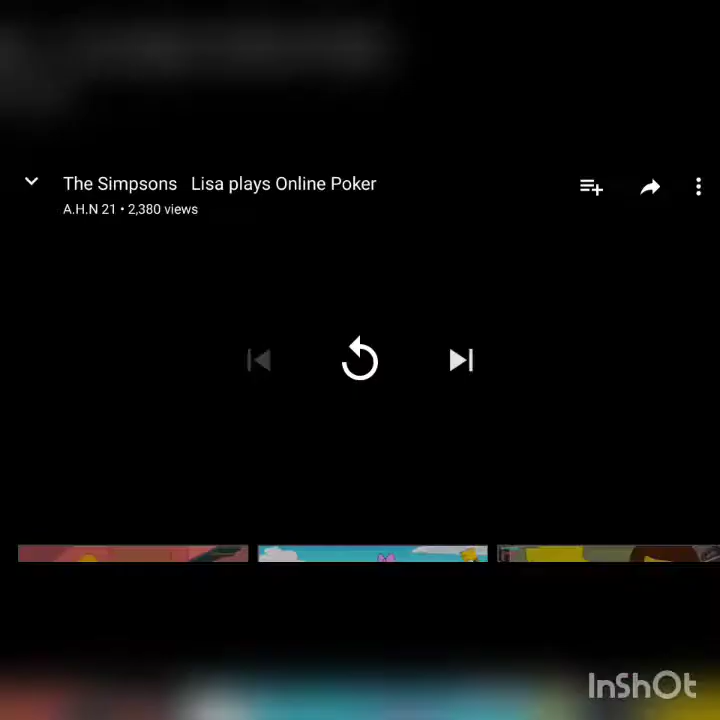 The Simpsons Lisa plays Online Poker
A.H.N 21 • 2,380 views
InShOt